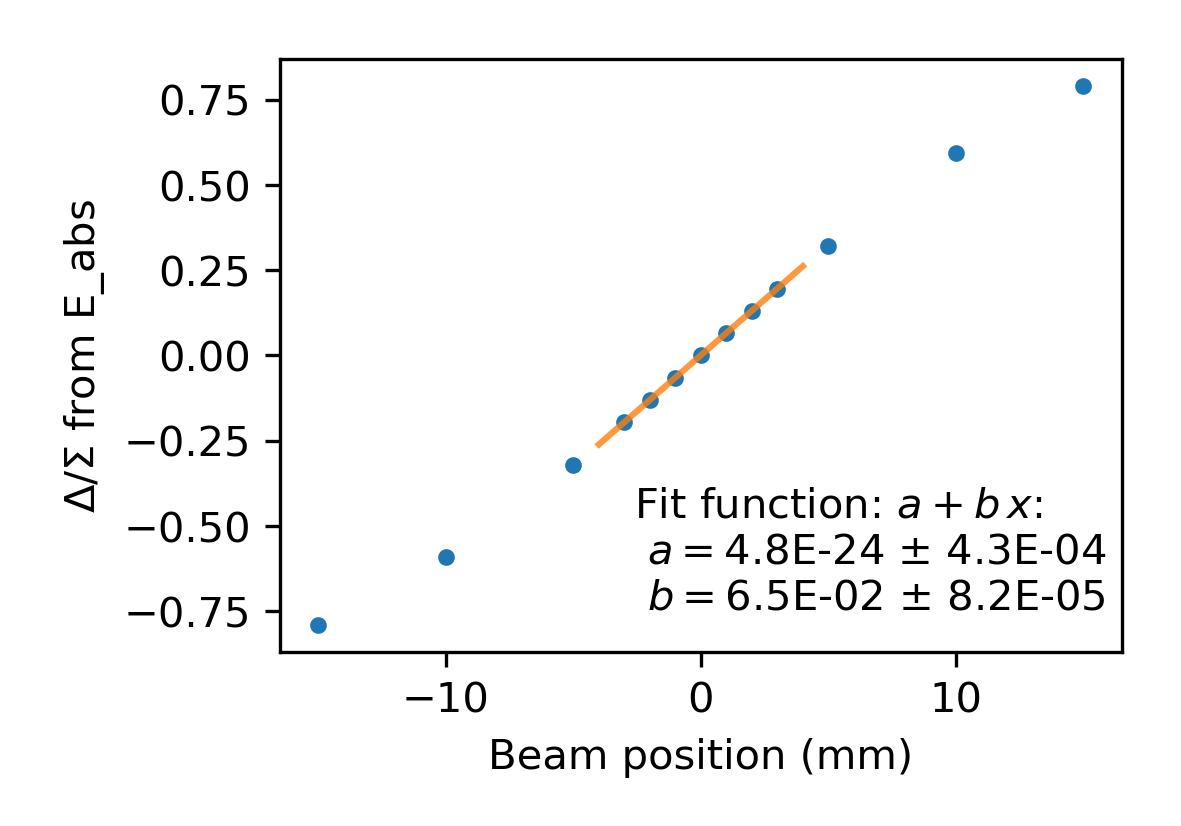 0.75
0.50
0.25
0.00
−0.25
−0.50
−0.75
Δ/Σ from E_abs
Fit function: a + b x:
a = 4.8E-24 ± 4.3E-04
b = 6.5E-02 ± 8.2E-05
−10 0 10
Beam position (mm)